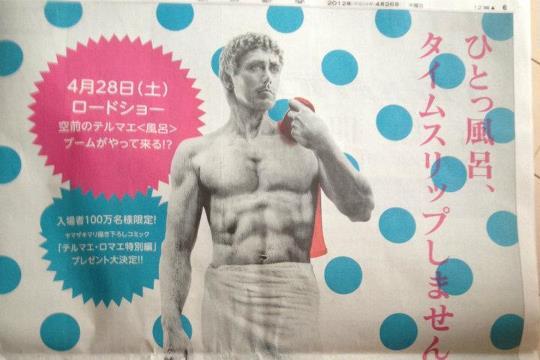 2012年 4月26日 木曜日
ひとっ風呂、
タイムスリップしません
4月28日(土)
ロードショー
空前のテルマエ<風呂>
ブームがやって来る!?
入場者100万名様限定!
ヤマザキマリ描き下ろしコミック
「テルマエ・ロマエ特別編」
プレゼント大決定!!